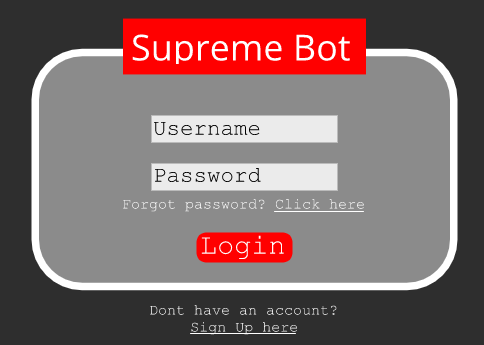 Supreme Bot
Username
Password
Forgot password? Click here
Login
Dont have an account?
Sign Up here